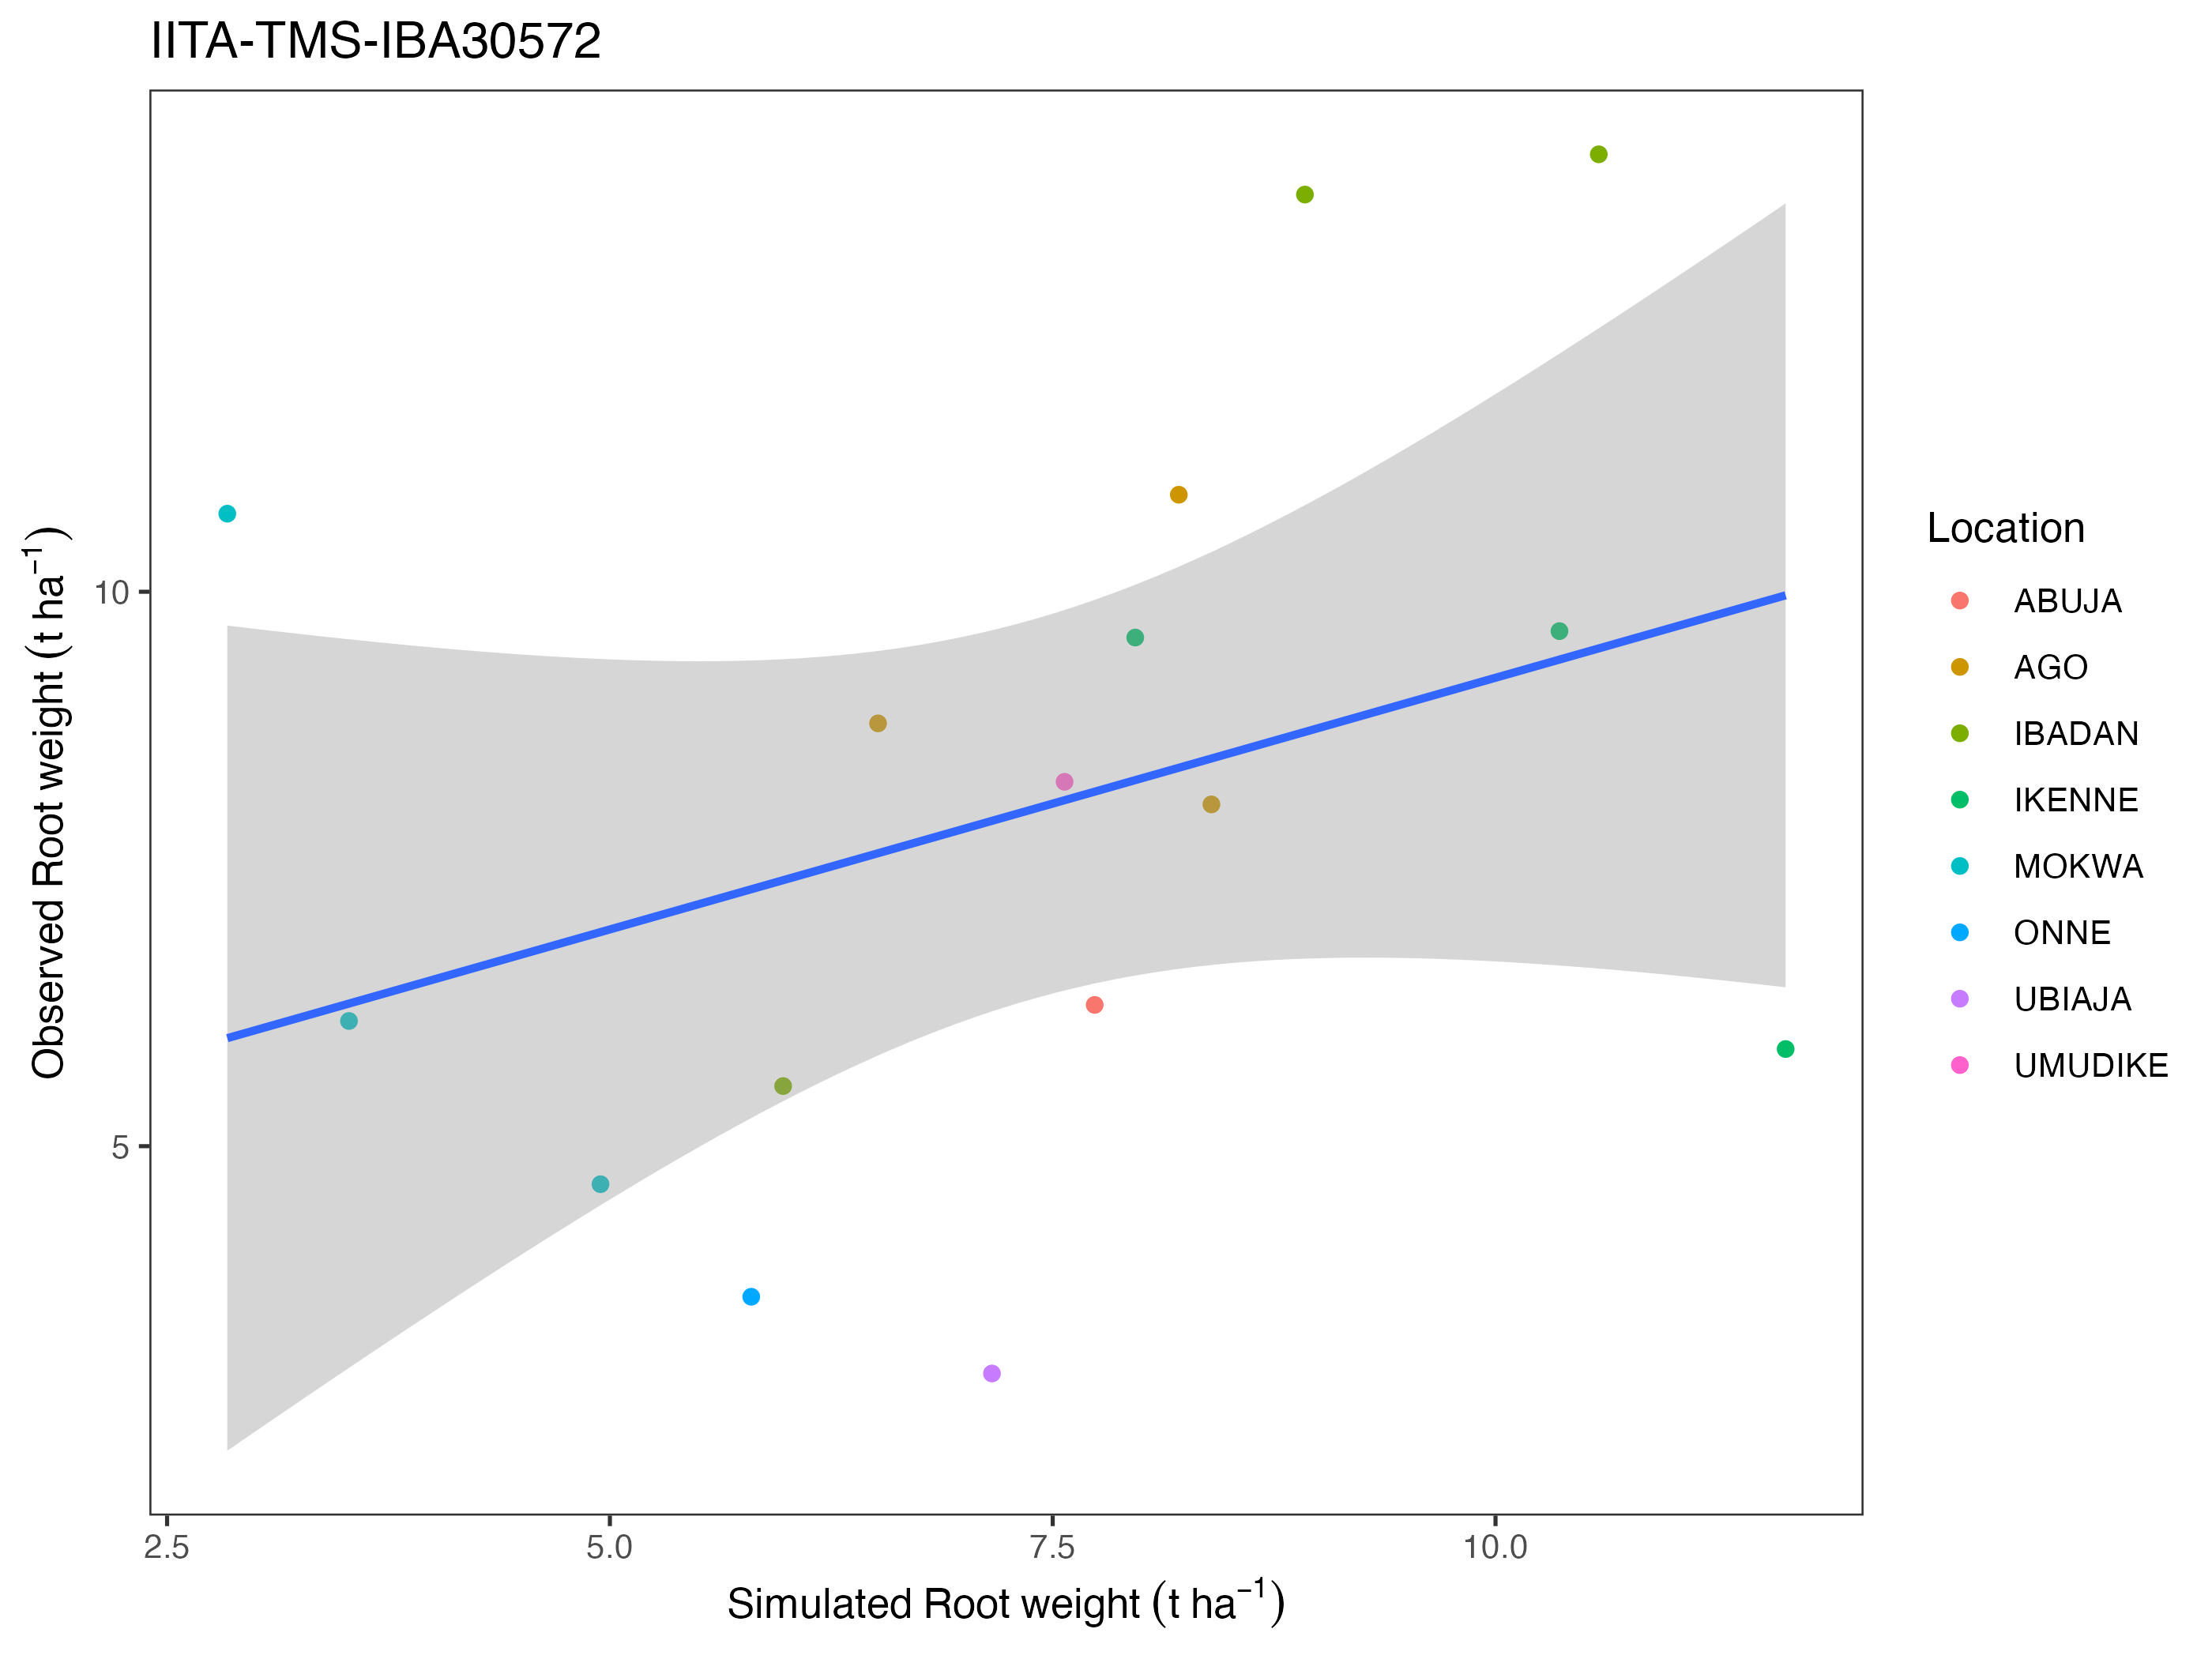 IITA-TMS-IBA30572
Observed Root weight (t ha⁻¹)
10
5
2.5 5.0 7.5 10.0
Simulated Root weight (t ha⁻¹)
Location
ABUJA
AGO
IBADAN
IKENNE
MOKWA
ONNE
UBIAJA
UMUDIKE